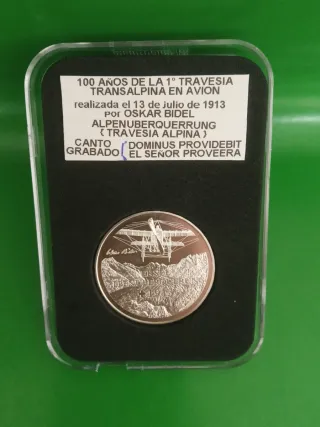 100 AÑOS DE LA 1° TRAVESIA
TRANSALPINA EN AVION
realizada el 13 de julio de 1913
Por OSKAR BIDEL
ALPENUBERQUERRUNG
( TRAVESIA ALPINA )
CANTO ( DOMINUS PROVIDEBIT
GRABADO EL SEÑOR PROVEERA